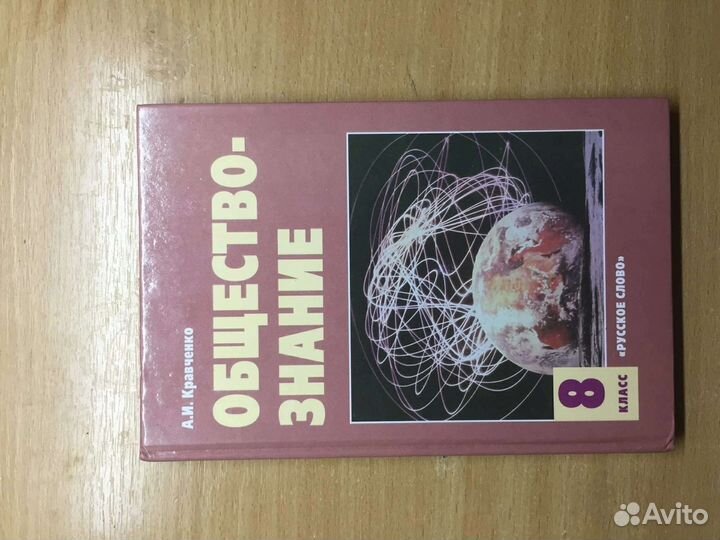 А.И. Кравченко
ОБЩЕСТВО-
ЗНАНИЕ
8
КЛАСС
«РУССКОЕ СЛОВО»
Avito